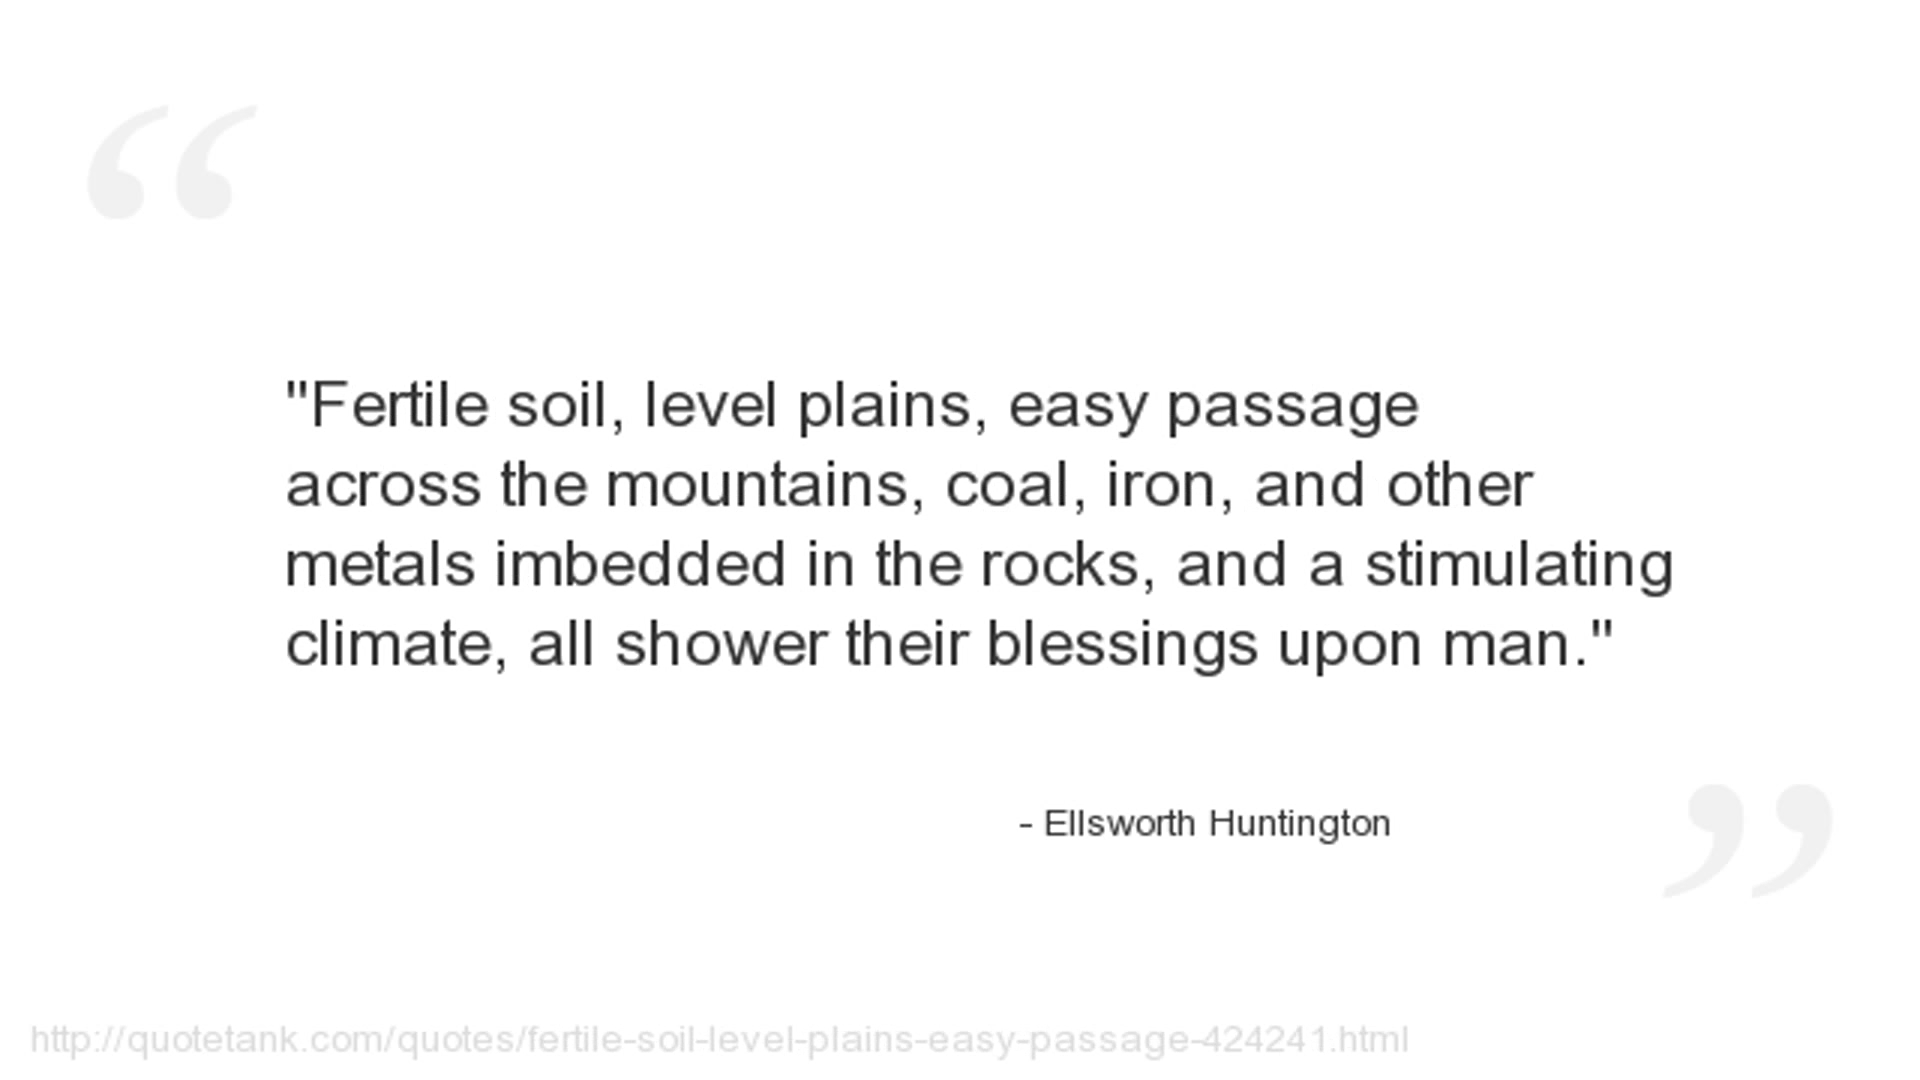 "Fertile soil, level plains, easy passage
across the mountains, coal, iron, and other
metals imbedded in the rocks, and a stimulating
climate, all shower their blessings upon man."
- Ellsworth Huntington
http://quotetank.com/quotes/fertile-soil-level-plains-easy-passage-424241.html